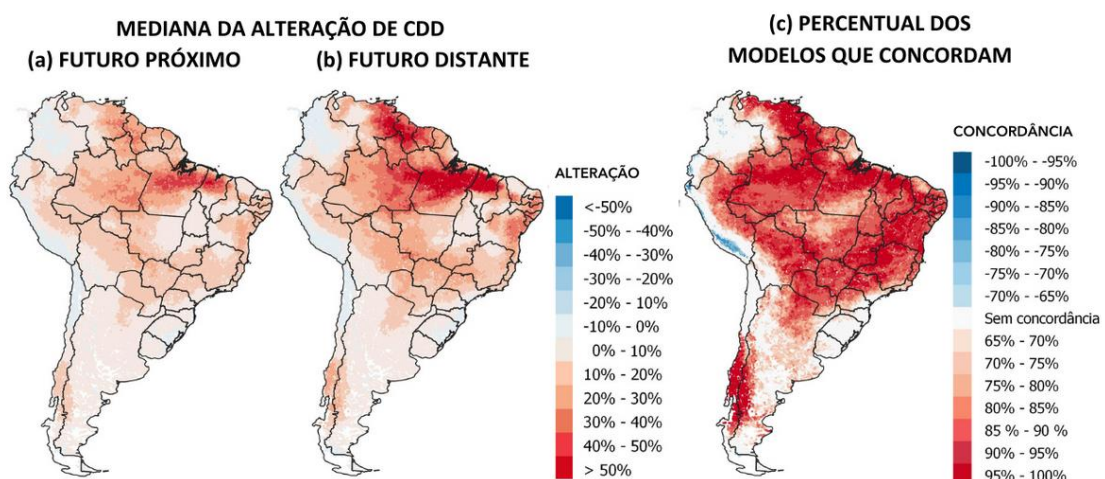 MEDIANA DA ALTERAÇÃO DE CDD
(a) FUTURO PRÓXIMO
(b) FUTURO DISTANTE
ALTERAÇÃO
<-50%
-50% - -40%
-40% - -30%
-30% - -20%
-20% - 10%
-10% - 0%
0% - 10%
10% - 20%
20% - 30%
30% - 40%
40% - 50%
> 50%
(c) PERCENTUAL DOS
MODELOS QUE CONCORDAM
CONCORDÂNCIA
-100% - -95%
-95% - -90%
-90% - -85%
-85% - -80%
-80% - -75%
-75% - -70%
-70% - -65%
Sem concordância
65% - 70%
70% - 75%
75% - 80%
80% - 85%
85 % - 90 %
90% - 95%
95% - 100%